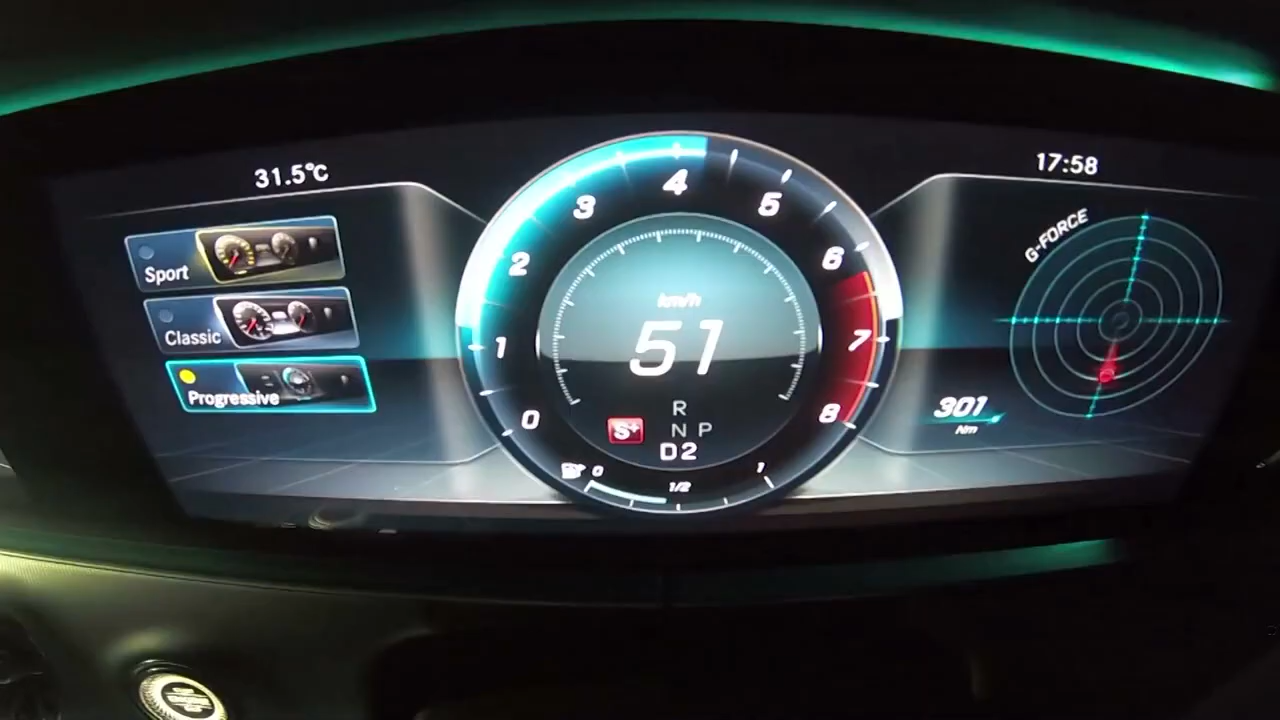 31.5°C
17:58
Sport
Classic
Progressive
0
1
2
3
4
5
6
7
8
km/h
51
S+
R
N P
D2
0
1/2
1
G-FORCE
301
Nm